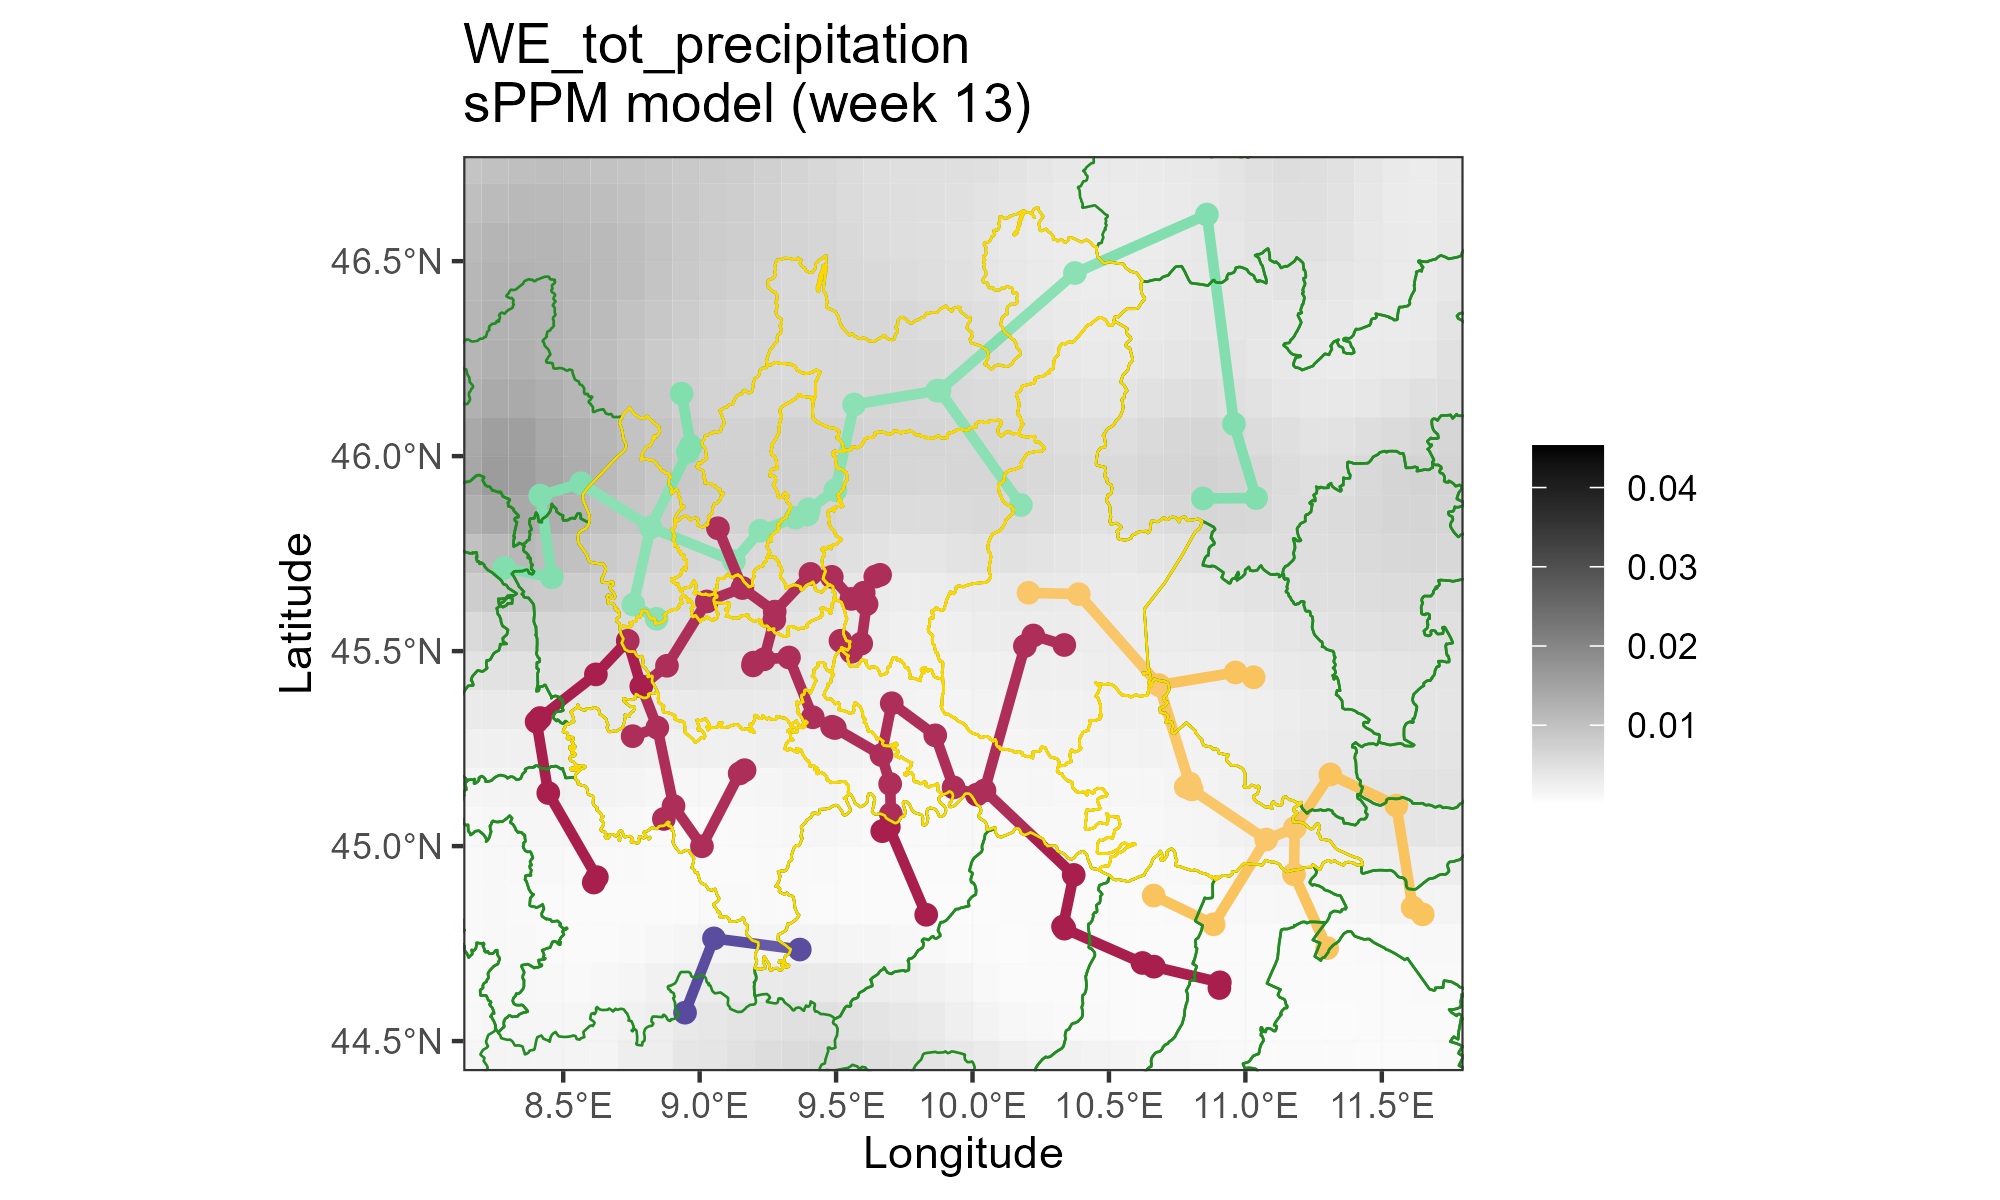 WE_tot_precipitation
sPPM model (week 13)
46.5°N
46.0°N
45.5°N
45.0°N
44.5°N
Latitude
8.5°E
9.0°E
9.5°E
10.0°E
10.5°E
11.0°E
11.5°E
Longitude
0.04
0.03
0.02
0.01